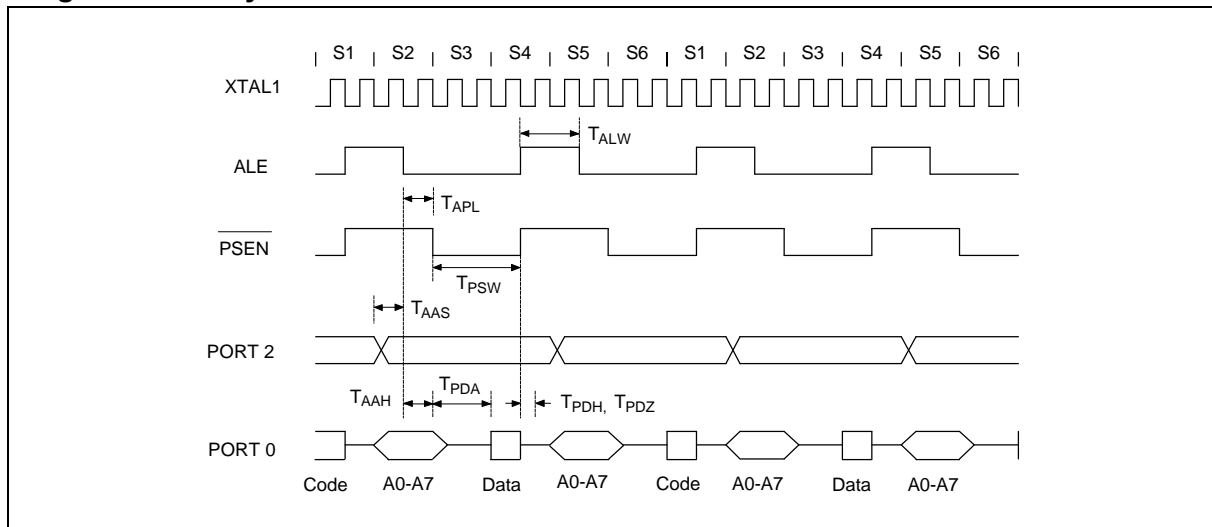 S1 S2 S3 S4 S5 S6 S1 S2 S3 S4 S5 S6
XTAL1
TALW
ALE
TAPL
PSEN
TPSW
TAAS
PORT 2
TAAH TPDA TPDH, TPDZ
PORT 0
Code A0-A7 Data A0-A7 Code A0-A7 Data A0-A7